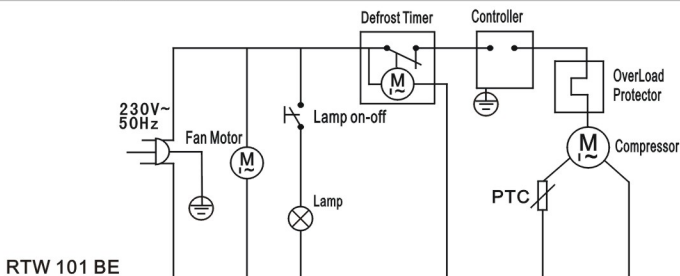 Defrost Timer
Controller
M
~
OverLoad
Protector
230V~
50Hz
Lamp on-off
Fan Motor
M
~
M
~
Compressor
PTC
Lamp
RTW 101 BE